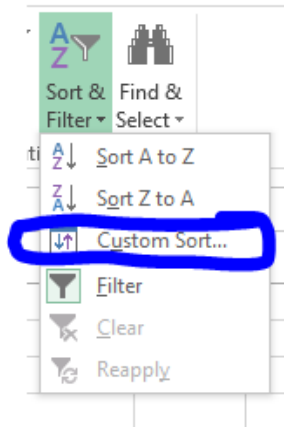 Sort & Find &
Filter Select
Sort A to Z
Sort Z to A
Custom Sort...
Filter
Clear
Reapply